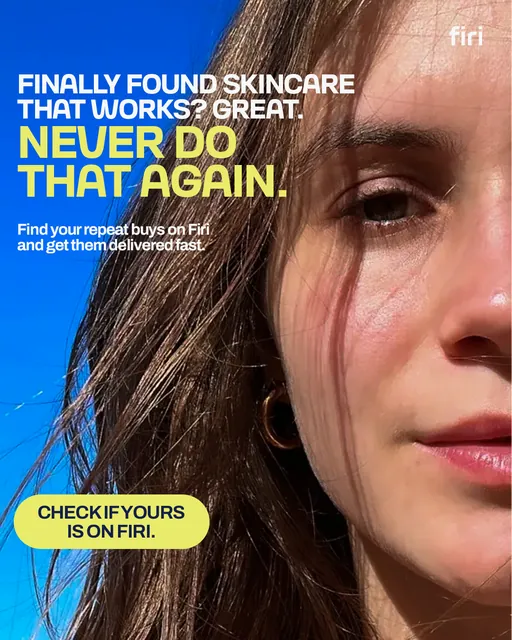 firi
FINALLY FOUND SKINCARE
THAT WORKS? GREAT.
NEVER DO
THAT AGAIN.
Find your repeat buys on Firi
and get them delivered fast.
CHECK IF YOURS
IS ON FIRI.